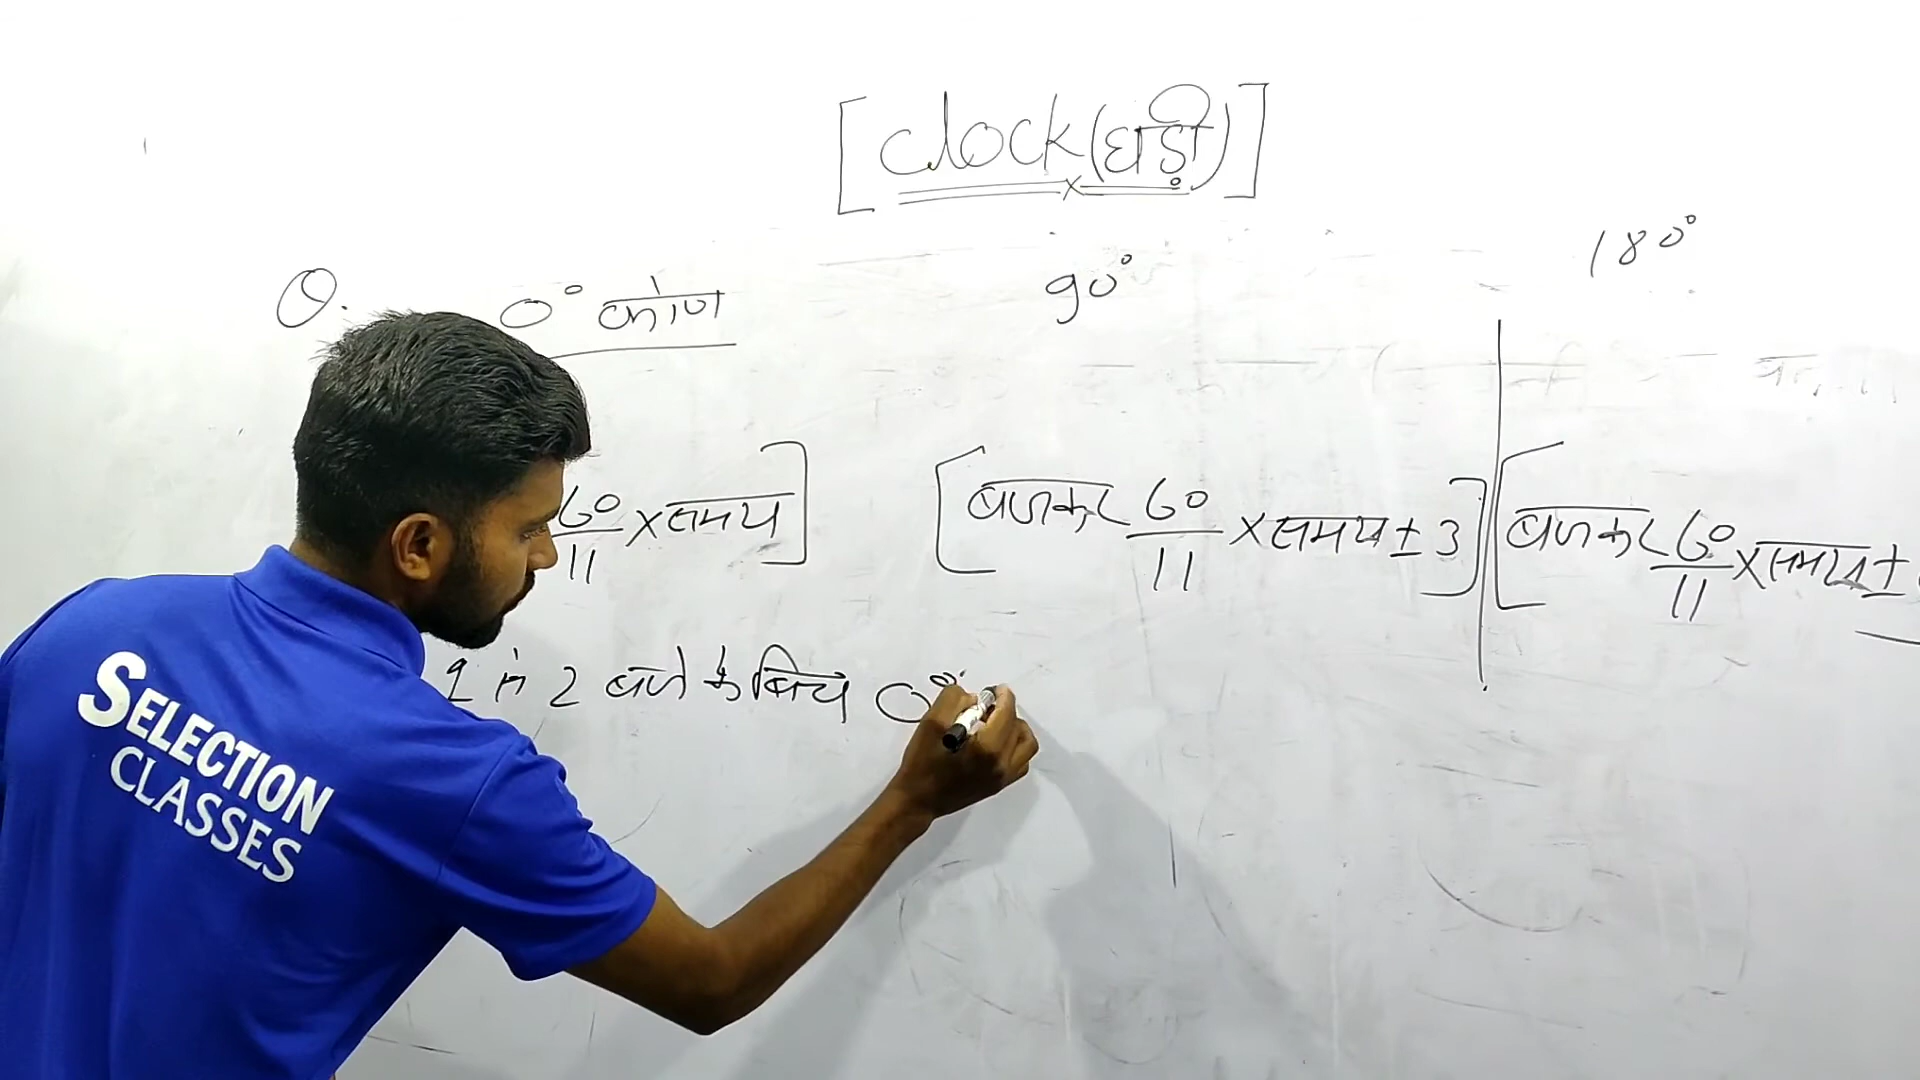 [clock (घड़ी)]
Q. 0° कोण 90° 180°
60/11 × समय] [बजकर 60/11 × समय ± 3] [बजकर 60/11 × समय ±
1 से 2 बजे के बिच 0°
SELECTION
CLASSES